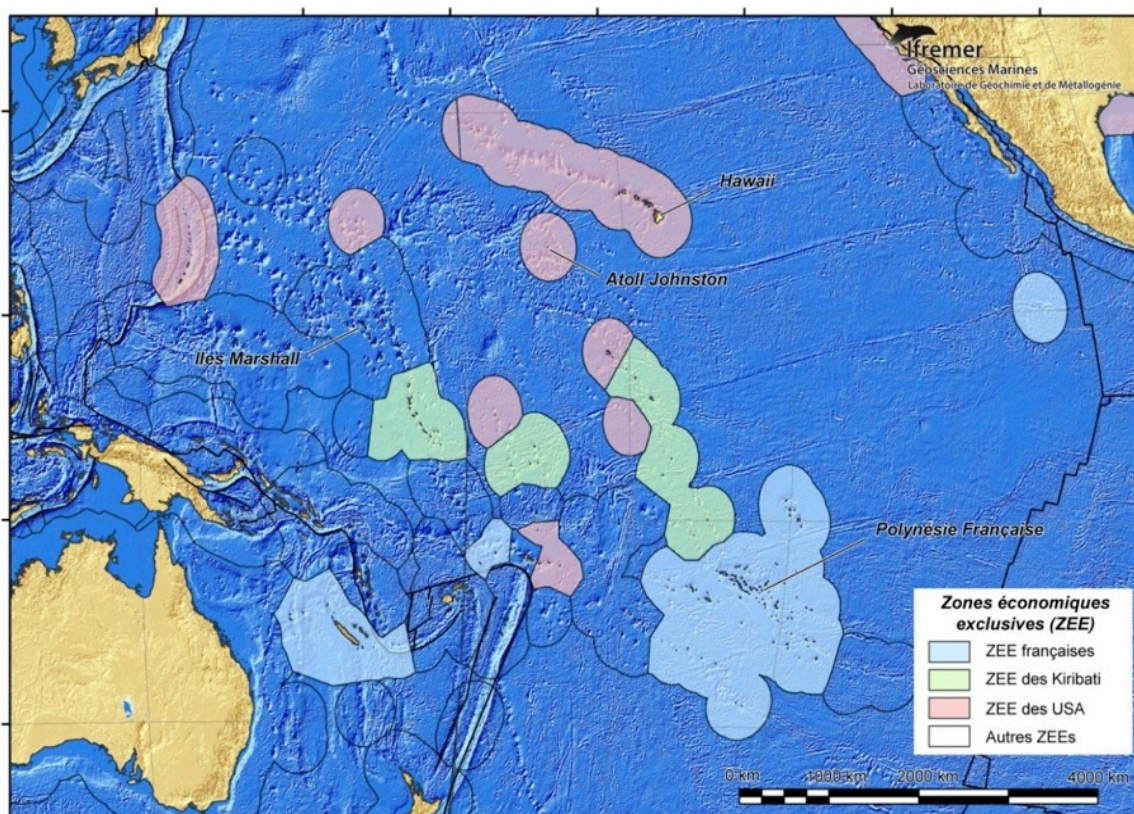 Ifremer
Géosciences Marines
Laboratoire de Géochimie et de Métallogénie
Hawaii
Atoll Johnston
Iles Marshall
Polynésie Française
Zones économiques
exclusives (ZEE)
ZEE françaises
ZEE des Kiribati
ZEE des USA
Autres ZEEs
0 km 1000 km 2000 km 4000 km